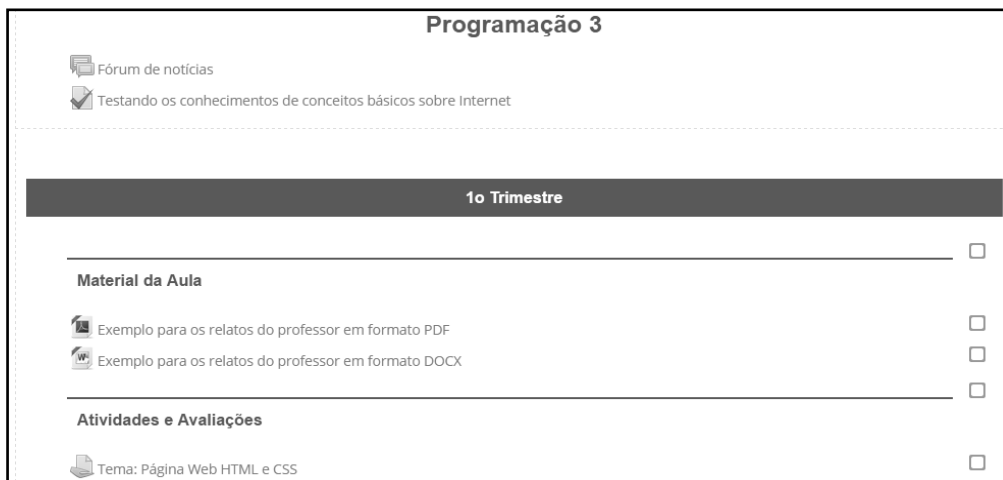 Programação 3
Fórum de notícias
Testando os conhecimentos de conceitos básicos sobre Internet
1o Trimestre
Material da Aula
Exemplo para os relatos do professor em formato PDF
Exemplo para os relatos do professor em formato DOCX
Atividades e Avaliações
Tema: Página Web HTML e CSS